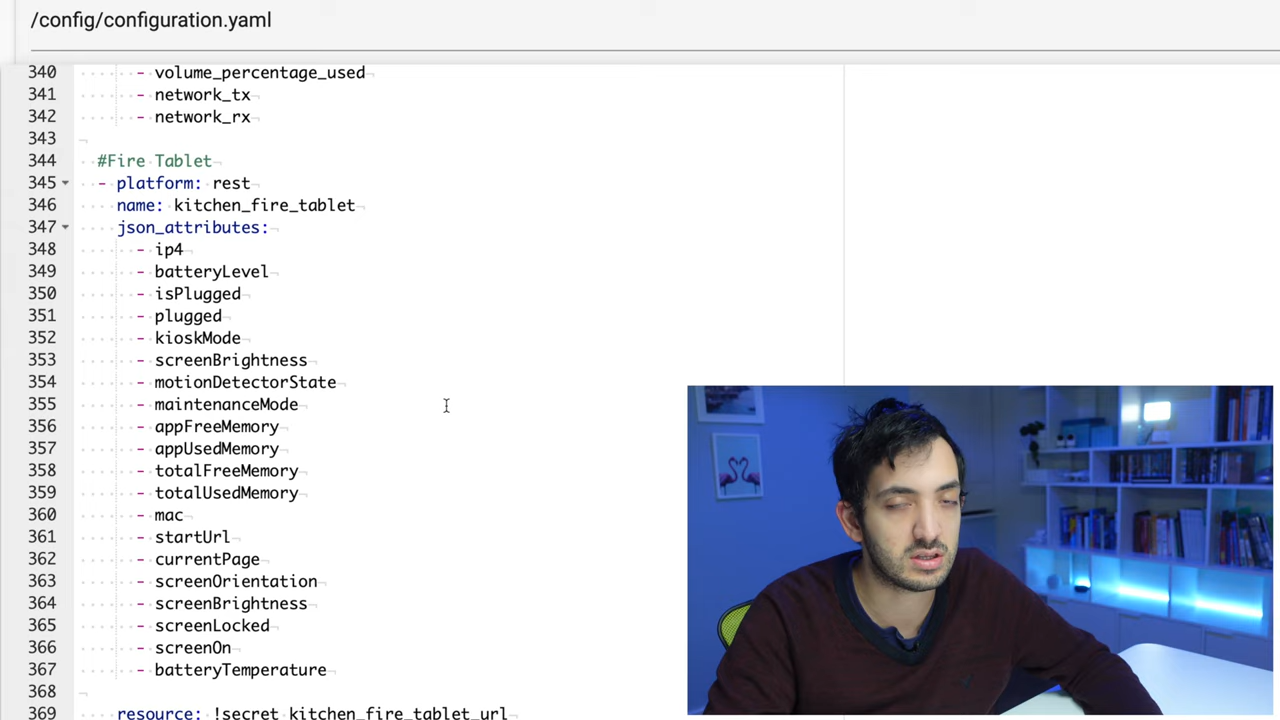 /config/configuration.yaml
340 - volume_percentage_used
341 - network_tx
342 - network_rx
343
344 #Fire Tablet
345 - platform: rest
346 name: kitchen_fire_tablet
347 json_attributes:
348 - ip4
349 - batteryLevel
350 - isPlugged
351 - plugged
352 - kioskMode
353 - screenBrightness
354 - motionDetectorState
355 - maintenanceMode
356 - appFreeMemory
357 - appUsedMemory
358 - totalFreeMemory
359 - totalUsedMemory
360 - mac
361 - startUrl
362 - currentPage
363 - screenOrientation
364 - screenBrightness
365 - screenLocked
366 - screenOn
367 - batteryTemperature
368
369 resource: !secret kitchen_fire_tablet_url